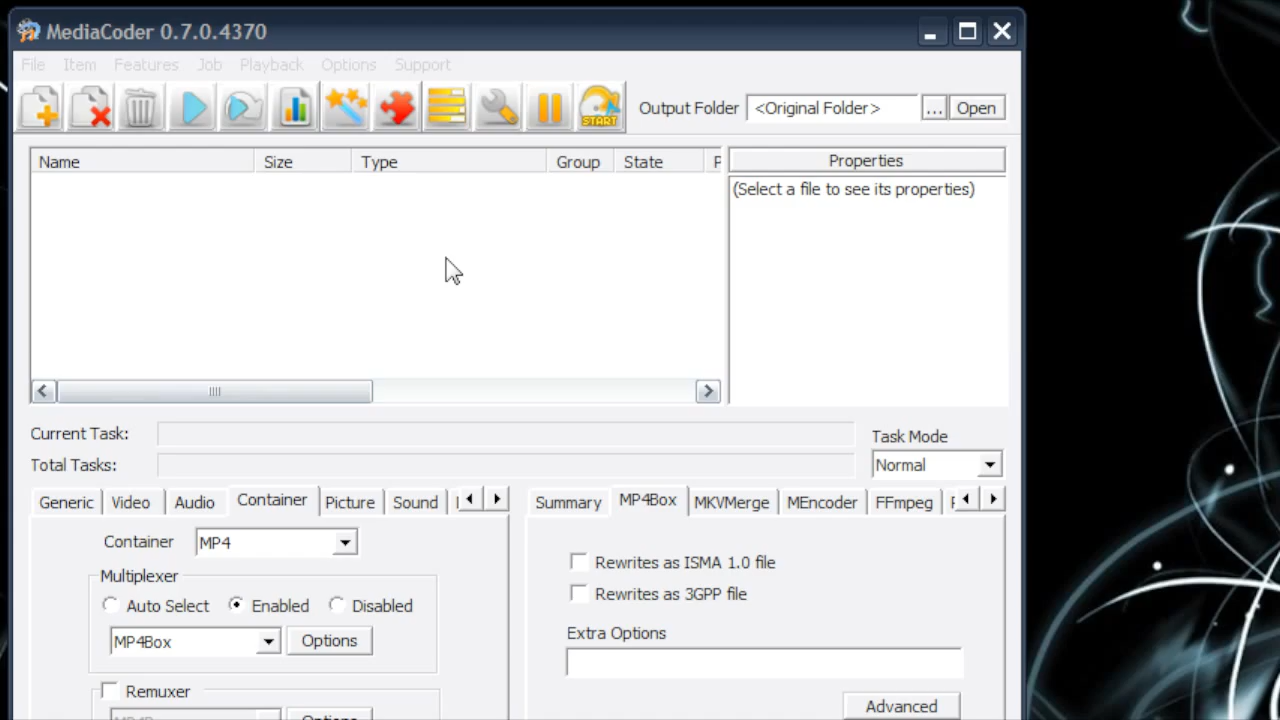 MediaCoder 0.7.0.4370
File Item Features Job Playback Options Support
START Output Folder <Original Folder> ... Open
Name Size Type Group State P Properties
(Select a file to see its properties)
Current Task: Task Mode
Total Tasks: Normal
Generic Video Audio Container Picture Sound Summary MP4Box MKVMerge MEncoder FFmpeg
Container MP4
Multiplexer
Rewrites as ISMA 1.0 file
Auto Select Enabled Disabled Rewrites as 3GPP file
MP4Box Options Extra Options
Remuxer
Advanced